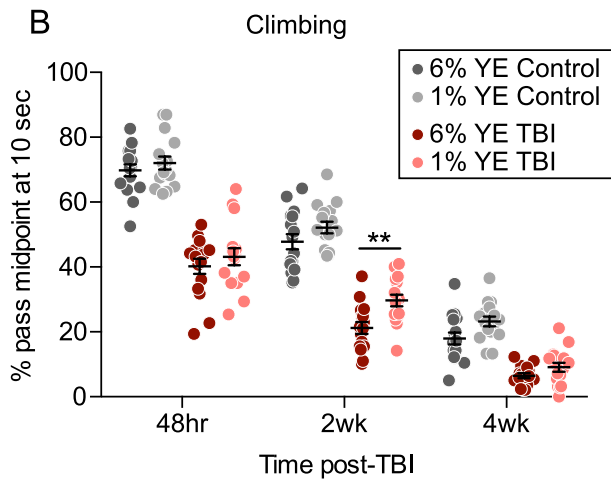 B
Climbing
6% YE Control
1% YE Control
6% YE TBI
1% YE TBI
% pass midpoint at 10 sec
100
80
60
40
20
0
**
48hr 2wk 4wk
Time post-TBI